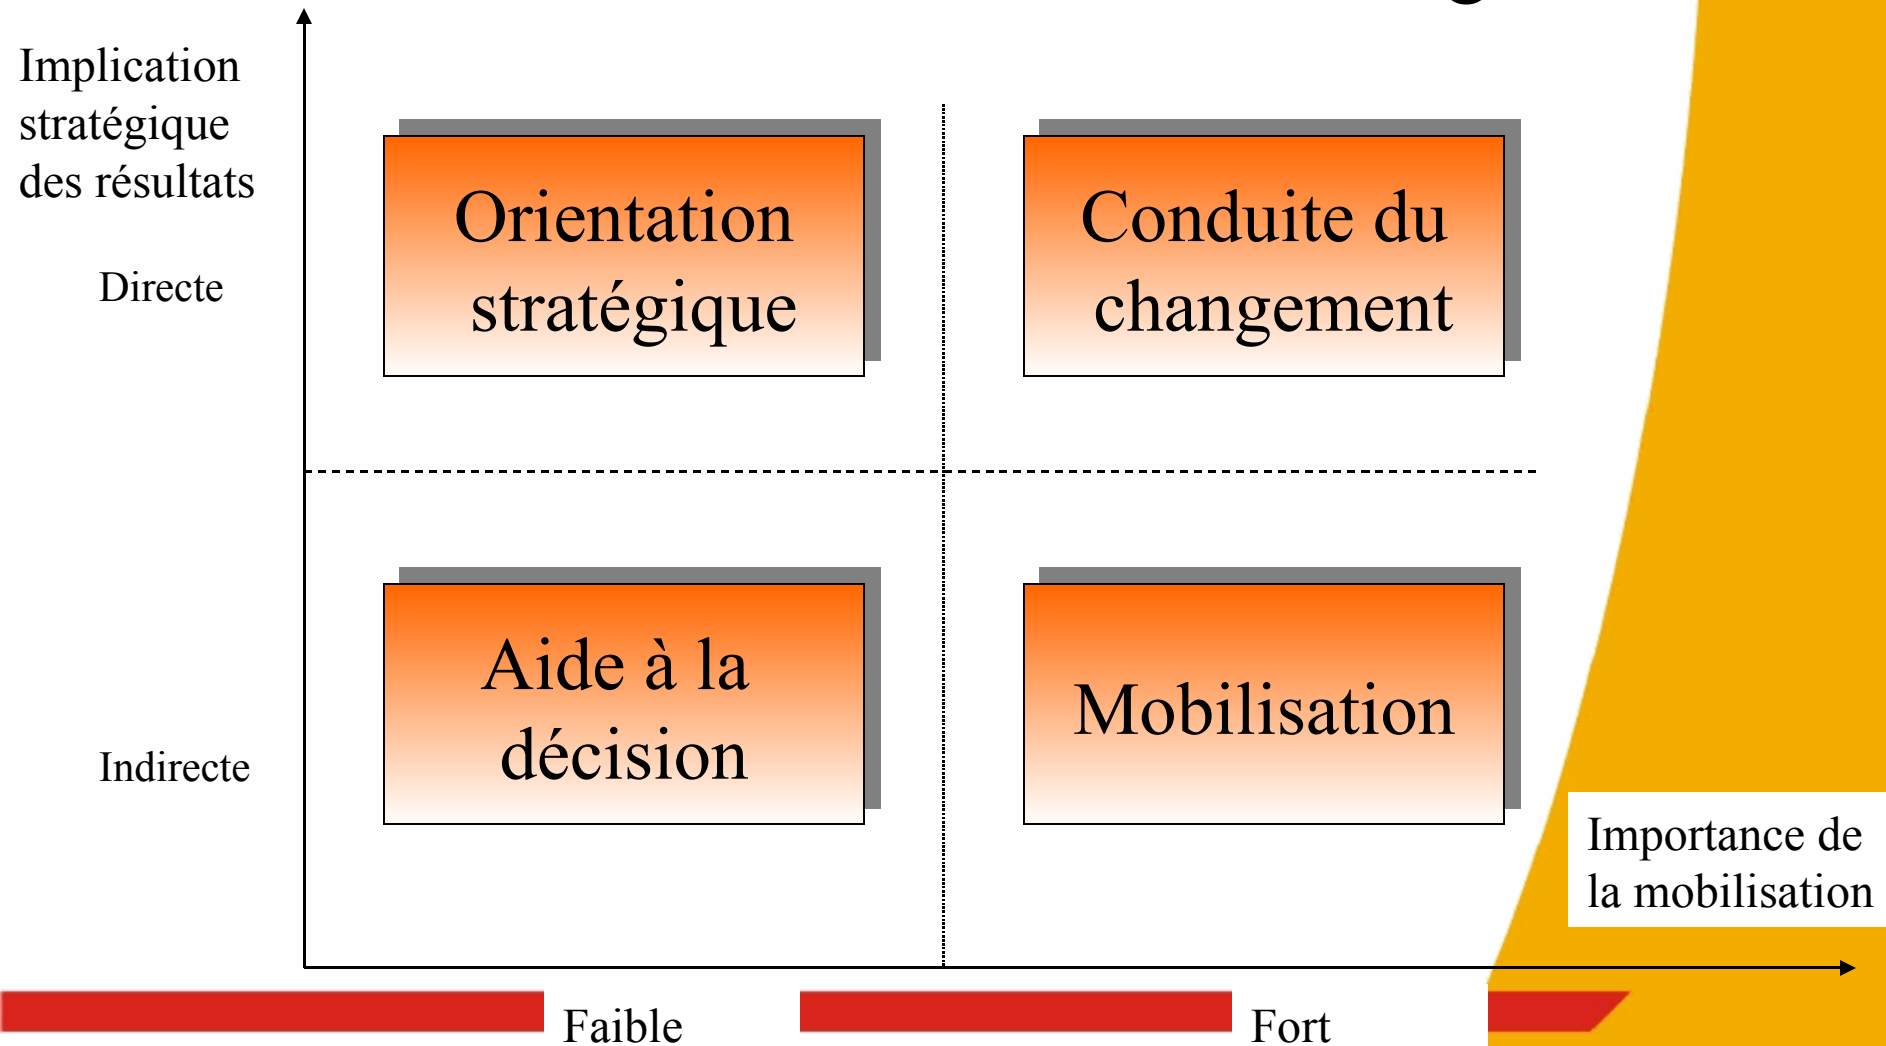 Implication
stratégique
des résultats
Directe
Orientation
stratégique
Conduite du
changement
Indirecte
Aide à la
décision
Mobilisation
Importance de
la mobilisation
Faible
Fort